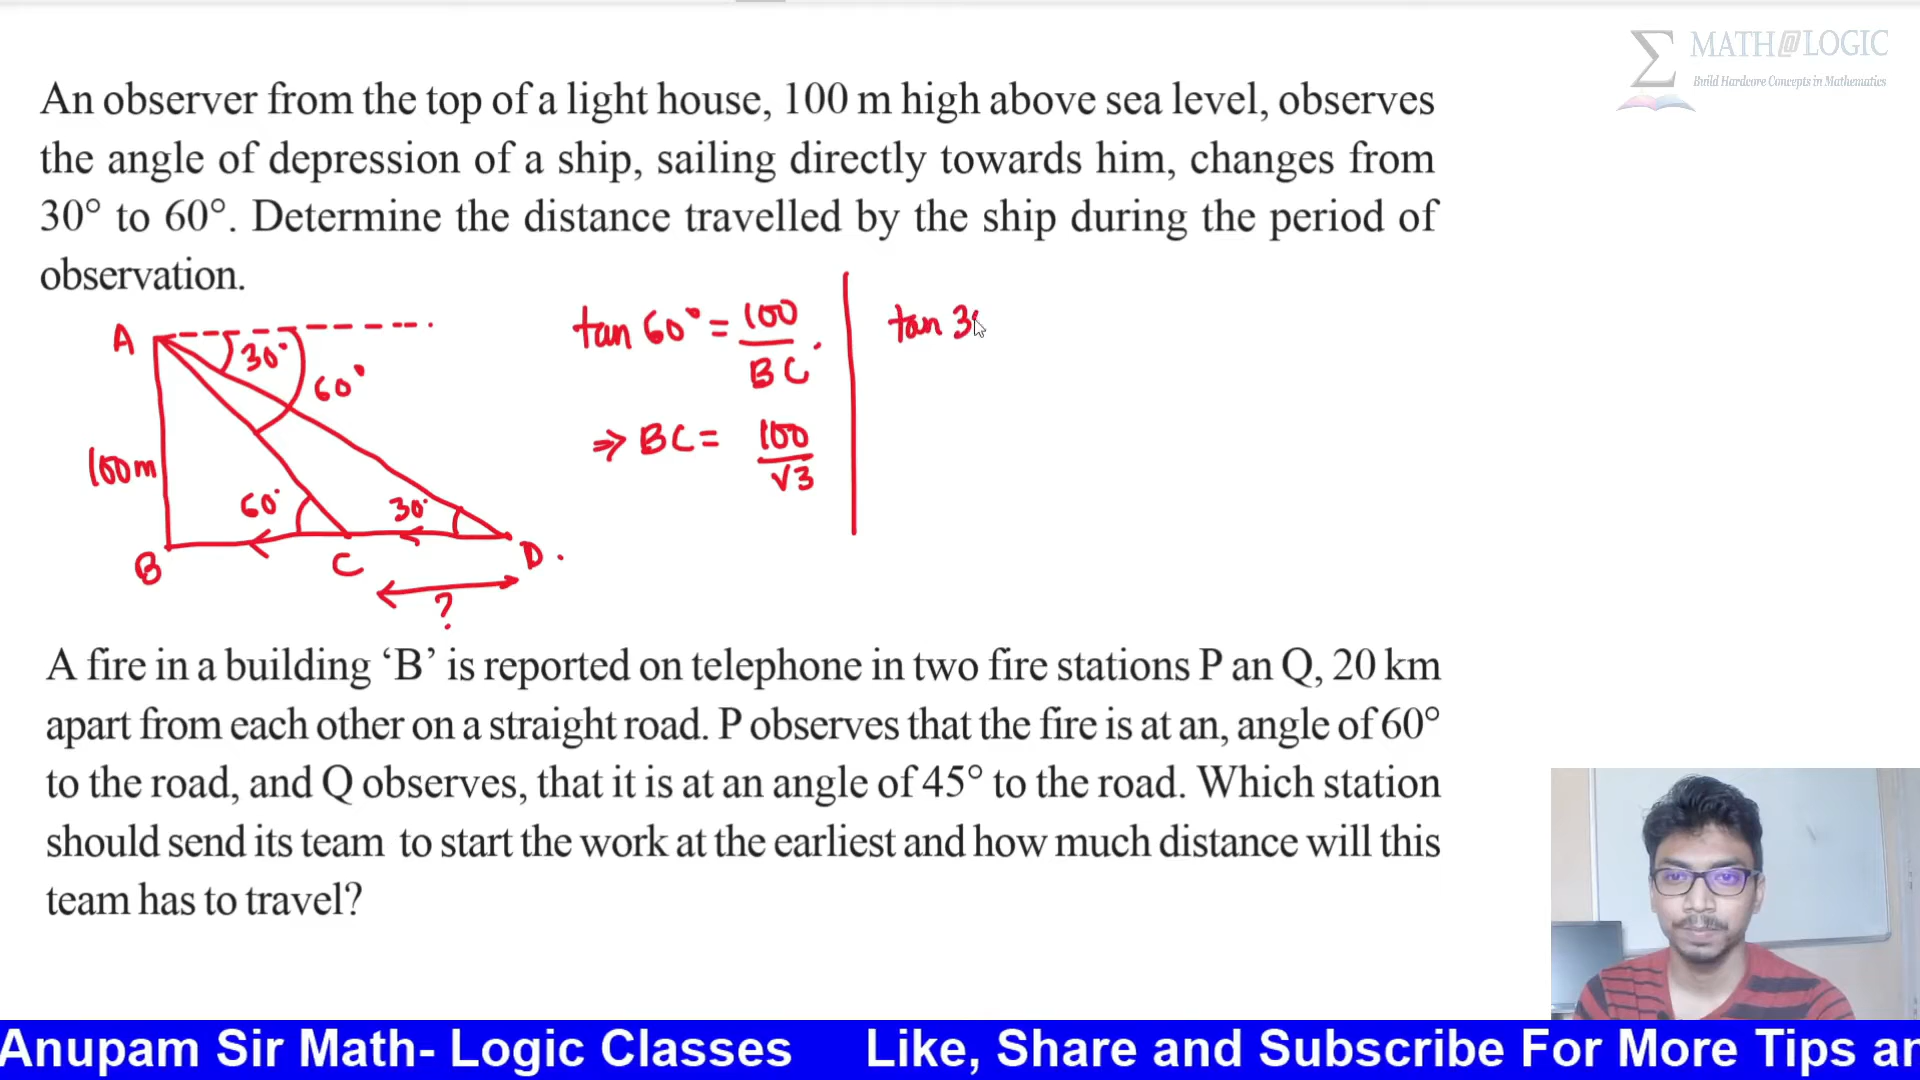 MATH@LOGIC
Build Hardcore Concepts in Mathematics
An observer from the top of a light house, 100 m high above sea level, observes
the angle of depression of a ship, sailing directly towards him, changes from
30° to 60°. Determine the distance travelled by the ship during the period of
observation.
A
30°
60°
100m
60°
30°
B
C
D.
?
tan 60° = 100/BC.
⇒ BC = 100/√3
tan 3
A fire in a building ‘B’ is reported on telephone in two fire stations P an Q, 20 km
apart from each other on a straight road. P observes that the fire is at an, angle of 60°
to the road, and Q observes, that it is at an angle of 45° to the road. Which station
should send its team to start the work at the earliest and how much distance will this
team has to travel?
Anupam Sir Math- Logic Classes Like, Share and Subscribe For More Tips an